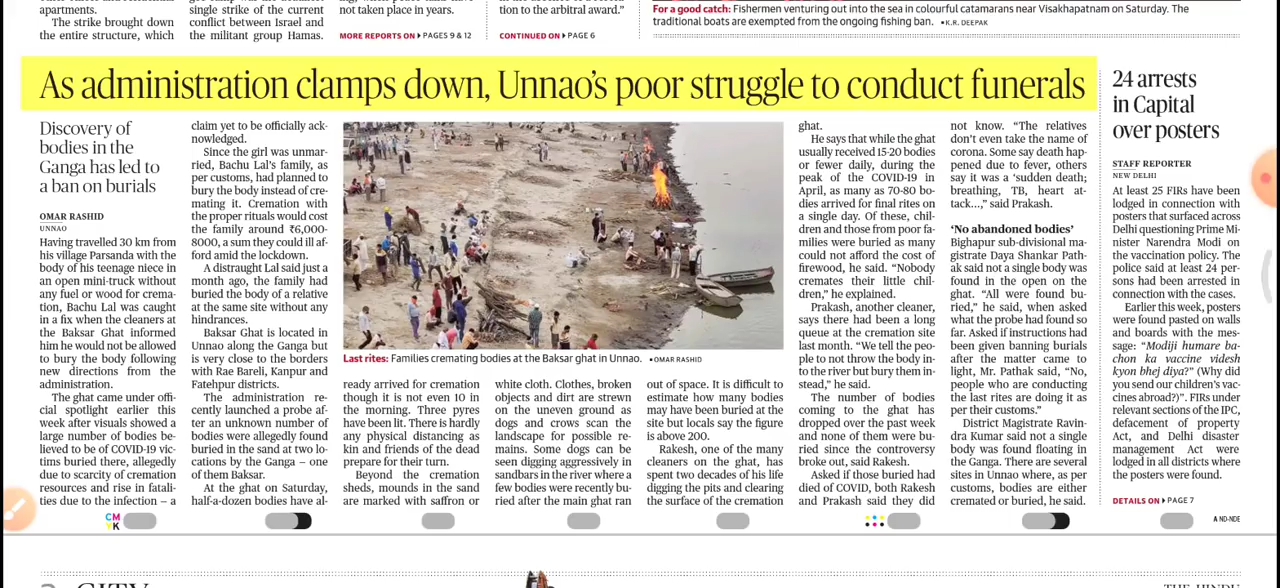 apartments.
The strike brought down
the entire structure, which
single strike of the current
conflict between Israel and
the militant group Hamas.
not taken place in years.
MORE REPORTS ON PAGES 9 & 12
to the arbitral award.”
CONTINUED ON PAGE 6
For a good catch: Fishermen venturing out into the sea in colourful catamarans near Visakhapatnam on Saturday. The
traditional boats are exempted from the ongoing fishing ban. • K.R. DEEPAK
As administration clamps down, Unnao’s poor struggle to conduct funerals
Discovery of
bodies in the
Ganga has led to
a ban on burials
OMAR RASHID
UNNAO
Having travelled 30 km from
his village Parsanda with the
body of his teenage niece in
an open mini-truck without
any fuel or wood for crema-
tion, Bachu Lal was caught
in a fix when the cleaners at
the Baksar Ghat informed
him he would not be allowed
to bury the body following
new directions from the
administration.
The ghat came under offi-
cial spotlight earlier this
week after visuals showed a
large number of bodies be-
lieved to be of COVID-19 vic-
tims buried there, allegedly
due to scarcity of cremation
resources and rise in fatali-
ties due to the infection – a
claim yet to be officially ack-
nowledged.
Since the girl was unmar-
ried, Bachu Lal’s family, as
per customs, had planned to
bury the body instead of cre-
mating it. Cremation with
the proper rituals would cost
the family around ₹6,000-
8000, a sum they could ill af-
ford amid the lockdown.
A distraught Lal said just a
month ago, the family had
buried the body of a relative
at the same site without any
hindrances.
Baksar Ghat is located in
Unnao along the Ganga but
is very close to the borders
with Rae Bareli, Kanpur and
Fatehpur districts.
The administration re-
cently launched a probe af-
ter an unknown number of
bodies were allegedly found
buried in the sand at two lo-
cations by the Ganga – one
of them Baksar.
At the ghat on Saturday,
half-a-dozen bodies have al-
Last rites: Families cremating bodies at the Baksar ghat in Unnao. • OMAR RASHID
ready arrived for cremation
though it is not even 10 in
the morning. Three pyres
have been lit. There is hardly
any physical distancing as
kin and friends of the dead
prepare for their turn.
Beyond the cremation
sheds, mounds in the sand
are marked with saffron or
white cloth. Clothes, broken
objects and dirt are strewn
on the uneven ground as
dogs and crows scan the
landscape for possible re-
mains. Some dogs can be
seen digging aggressively in
sandbars in the river where a
few bodies were recently bu-
ried after the main ghat ran
out of space. It is difficult to
estimate how many bodies
may have been buried at the
site but locals say the figure
is above 200.
Rakesh, one of the many
cleaners on the ghat, has
spent two decades of his life
digging the pits and clearing
the surface of the cremation
ghat.
He says that while the ghat
usually received 15-20 bodies
or fewer daily, during the
peak of the COVID-19 in
April, as many as 70-80 bo-
dies arrived for final rites on
a single day. Of these, chil-
dren and those from poor fa-
milies were buried as many
could not afford the cost of
firewood, he said. “Nobody
cremates their little chil-
dren,” he explained.
Prakash, another cleaner,
says there had been a long
queue at the cremation site
last month. “We tell the peo-
ple to not throw the body in-
to the river but bury them in-
stead,” he said.
The number of bodies
coming to the ghat has
dropped over the past week
and none of them were bu-
ried since the controversy
broke out, said Rakesh.
Asked if those buried had
died of COVID, both Rakesh
and Prakash said they did
not know. “The relatives
don’t even take the name of
corona. Some say death hap-
pened due to fever, others
say it was a ‘sudden death;
breathing, TB, heart at-
tack...,” said Prakash.
‘No abandoned bodies’
Bighapur sub-divisional ma-
gistrate Daya Shankar Path-
ak said not a single body was
found in the open on the
ghat. “All were found bu-
ried,” he said, when asked
what the probe had found so
far. Asked if instructions had
been given banning burials
after the matter came to
light, Mr. Pathak said, “No,
people who are conducting
the last rites are doing it as
per their customs.”
District Magistrate Ravin-
dra Kumar said not a single
body was found floating in
the Ganga. There are several
sites in Unnao where, as per
customs, bodies are either
cremated or buried, he said.
24 arrests
in Capital
over posters
STAFF REPORTER
NEW DELHI
At least 25 FIRs have been
lodged in connection with
posters that surfaced across
Delhi questioning Prime Mi-
nister Narendra Modi on
the vaccination policy. The
police said at least 24 per-
sons had been arrested in
connection with the cases.
Earlier this week, posters
were found pasted on walls
and boards with the mes-
sage: “Modiji humare ba-
chon ka vaccine videsh
kyon bhej diya?” (Why did
you send our children’s vac-
cines abroad?)”. FIRs under
relevant sections of the IPC,
defacement of property
Act, and Delhi disaster
management Act were
lodged in all districts where
the posters were found.
DETAILS ON PAGE 7
CM
YK
A ND-NDE